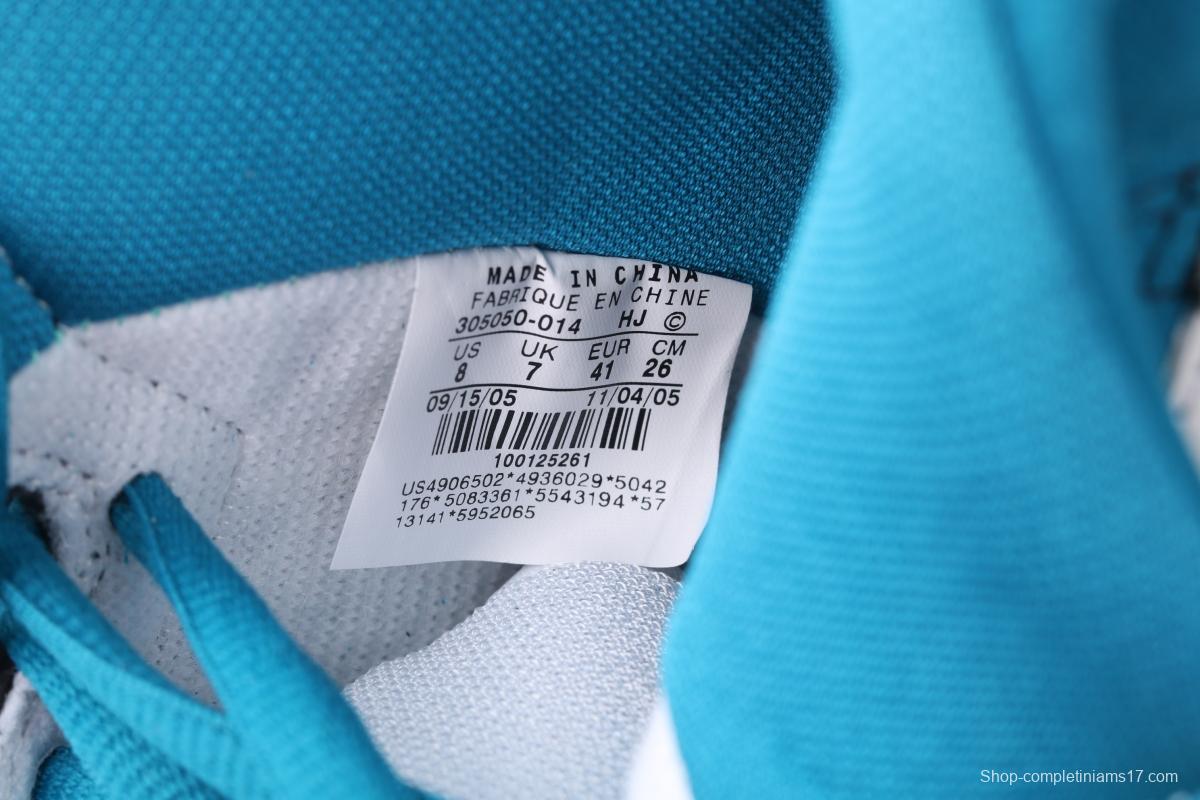 MADE IN CHINA
FABRIQUE EN CHINE
305050-014 HJ ©
US UK EUR CM
8 7 41 26
09/15/05 11/04/05
100125261
US4906502*4936029*5042
176*5083361*5543194*57
13141*5952065
Shop-completiniams17.com